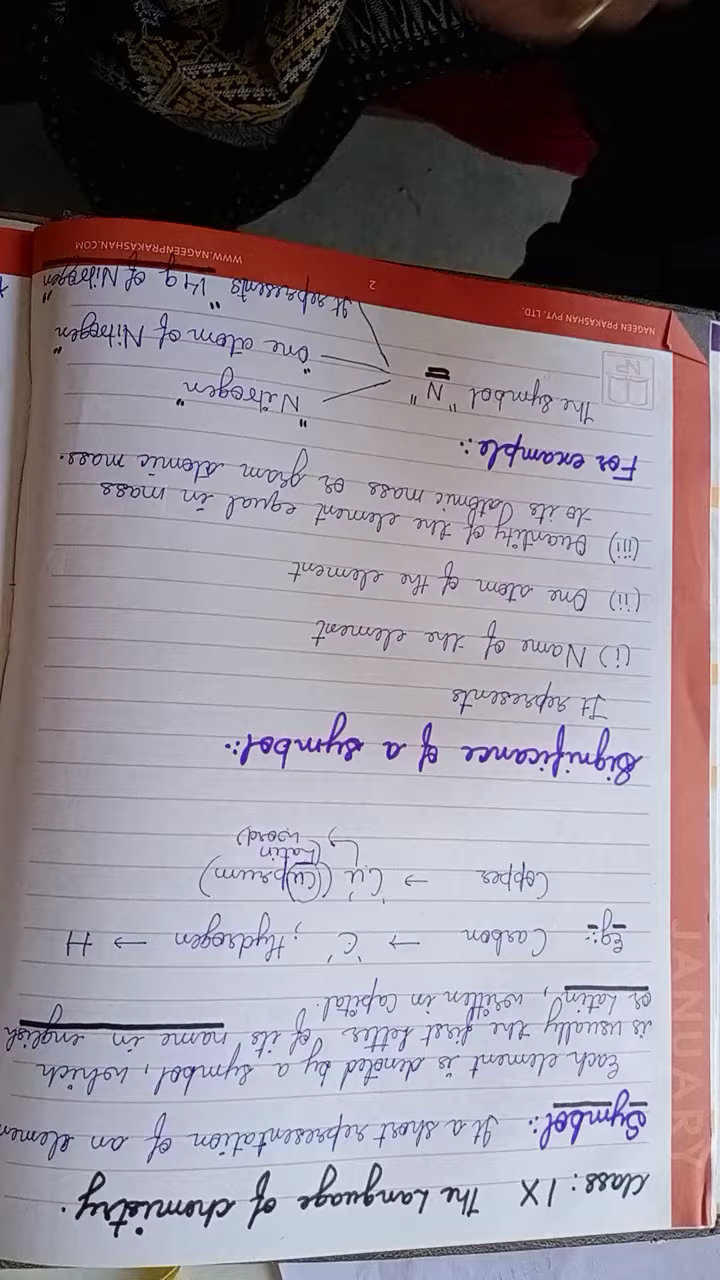 class: IX The Language of chemistry.
Symbol:- It a short representation of an elemen
Each element is denoted by a symbol, which
is usually the first letter of its name in english
or Latin, written in capital.
Eg:- Carbon → 'C' ; Hydrogen → H
Copper → 'Cu' (Cuprum)
(Latin
word)
Significance of a symbol:-
It represents
(i) Name of the element
(ii) One atom of the element
(iii) Quantity of the element equal in mass
to its atomic mass or gram atomic mass.
For example:-
"Nitrogen"
The symbol "N" "One atom of Nitrogen"
It represents "14g of Nitrogen"
JANUARY
NAGEEN PRAKASHAN PVT. LTD.
2
WWW.NAGEENPRAKASHAN.COM